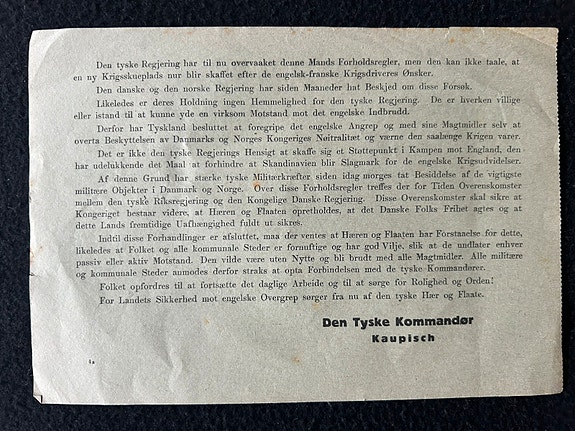 Den tyske Regjering har til nu overvaaket denne Mands Forholdsregler, men den kan ikke taale, at
en ny Krigsskueplads nur blir skaffet efter de engelsk-franske Krigsdriveres Ønsker.
Den danske og den norske Regjering har siden Maaneder hat Beskjed om disse Forsøk.
Likeledes er deres Holdningen ingen Hemmelighed for den tyske Regjering. De er hverken villige
eller istand til at kunne yde en virksom Motstand mot det engelske Indbrudd.
Derfor har Tyskland besluttet at foregripe det engelske Angrep og med sine Magtmidler selv at
overta Beskyttelsen av Danmarks og Norges Kongeriges Nøitralitæt og værne den saalænge Krigen varer.
Det er ikke den tyske Regjerings Hensigt at skaffe sig et Støttepunkt i Kampen mot England, den
har udelukkende det Maal at forhindre at Skandinavien blir Slagmark for de engelske Krigsudvidelser.
Af denne Grund har stærke tyske Militærkræfter siden idag morges tat Besiddelse af de vigtigste
militære Objekter i Danmark og Norge. Over disse Forholdsregler treffes der for Tiden Overenskomster
mellem den tyske Riksregjering og den Kongelige Danske Regjering. Disse Overenskomster skal sikre at
Kongeriget bestaar videre, at Hæren og Flaaten opretholdes, at det Danske Folks Frihet agtes og at
dette Lands fremtidige Uafhængighet fuldt ut sikres.
Indtil disse Forhandlinger er afsluttet, maa der ventes at Hæren og Flaaten har Forstaaelse for dette,
likeledes at Folket og alle kommunale Steder er fornuftige og har god Vilje, slik at de undlater enhver
passiv eller aktiv Motstand. Den vilde være uten Nytte og bli brudt med alle Magtmidler. Alle militære
og kommunale Steder anmodes derfor straks at opta Forbindelsen med de tyske Kommanderer.
Folket opfordres til at fortsætte det daglige Arbeide og til at sørge for Rolighed og Orden!
For Landets Sikkerhed mot engelske Overgrep sørger fra nu af den tyske Hær og Flaate.
Den Tyske Kommandør
Kaupisch